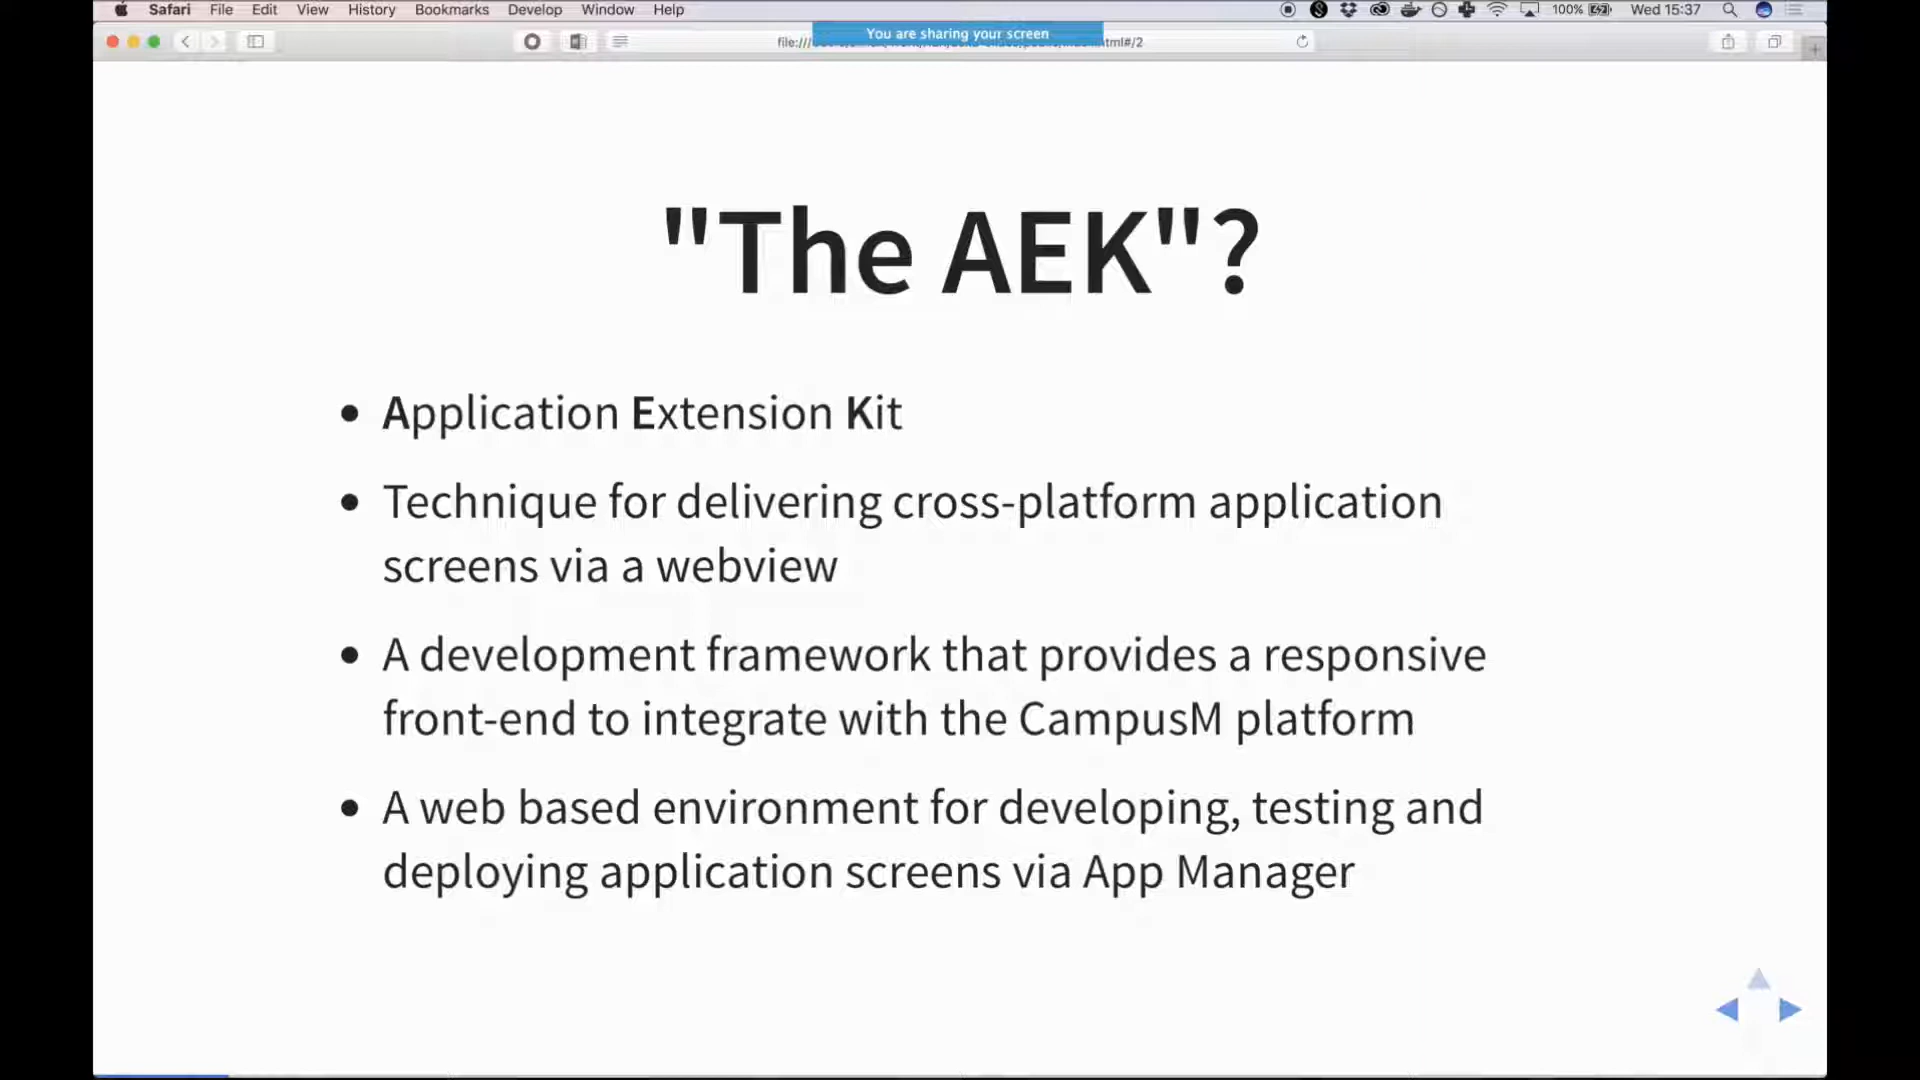 Safari File Edit View History Bookmarks Develop Window Help 100% Wed 15:37
You are sharing your screen
file:/// html#/2
"The AEK"?
• Application Extension Kit
• Technique for delivering cross-platform application
screens via a webview
• A development framework that provides a responsive
front-end to integrate with the CampusM platform
• A web based environment for developing, testing and
deploying application screens via App Manager